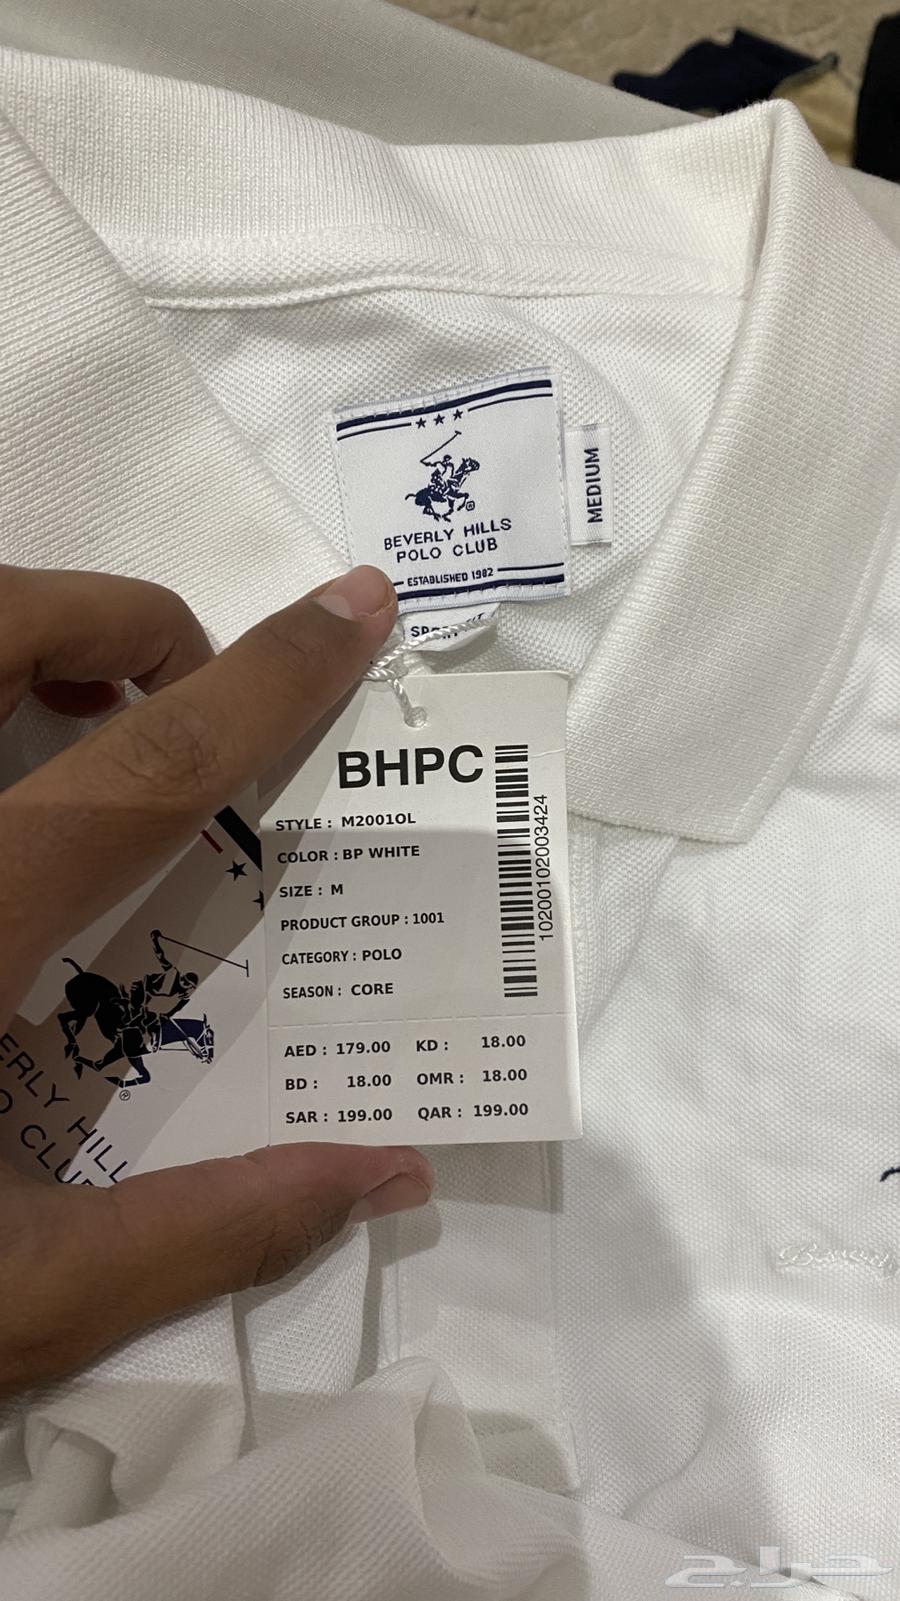 BEVERLY HILLS
POLO CLUB
ESTABLISHED 1982
MEDIUM
BHPC
STYLE : M2001OL
COLOR : BP WHITE
SIZE : M
PRODUCT GROUP : 1001
CATEGORY : POLO
SEASON : CORE
10200102003424
AED : 179.00 KD : 18.00
BD : 18.00 OMR : 18.00
SAR : 199.00 QAR : 199.00
حراج